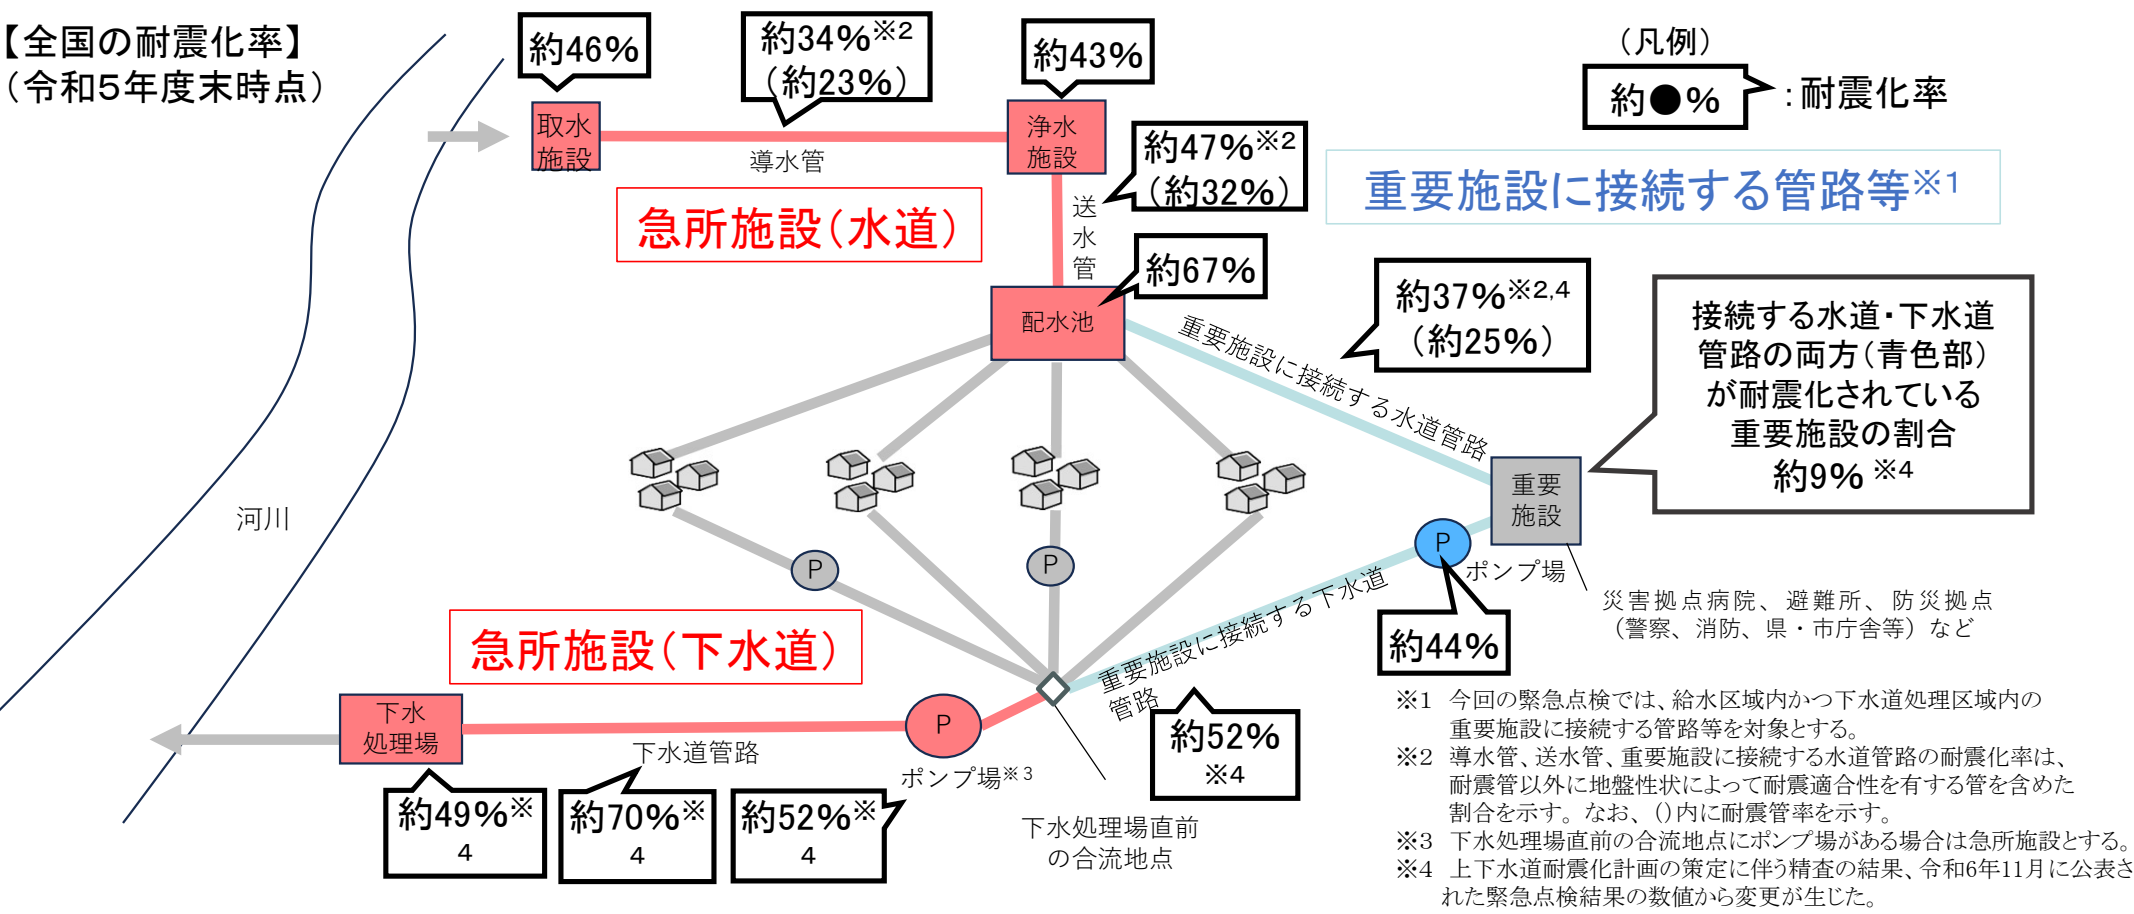 【全国の耐震化率】
（令和5年度末時点）
約46%
約34%※2
（約23%）
約43%
（凡例）
約●%
：耐震化率
取水
施設
導水管
浄水
施設
約47%※2
（約32%）
送
水
管
急所施設（水道）
重要施設に接続する管路等※1
約67%
配水池
約37%※2,4
（約25%）
重要施設に接続する水道管路
接続する水道・下水道
管路の両方（青色部）
が耐震化されている
重要施設の割合
約9% ※4
重要
施設
河川
P
P
P
ポンプ場
約44%
災害拠点病院、避難所、防災拠点
（警察、消防、県・市庁舎等）など
急所施設（下水道）
重要施設に接続する下水道
管路
約52%
※4
下水
処理場
下水道管路
P
ポンプ場※3
約49%※
4
約70%※
4
約52%※
4
下水処理場直前
の合流地点
※1 今回の緊急点検では、給水区域内かつ下水道処理区域内の
重要施設に接続する管路等を対象とする。
※2 導水管、送水管、重要施設に接続する水道管路の耐震化率は、
耐震管以外に地盤性状によって耐震適合性を有する管を含めた
割合を示す。なお、（）内に耐震管率を示す。
※3 下水処理場直前の合流地点にポンプ場がある場合は急所施設とする。
※4 上下水道耐震化計画の策定に伴う精査の結果、令和6年11月に公表さ
れた緊急点検結果の数値から変更が生じた。